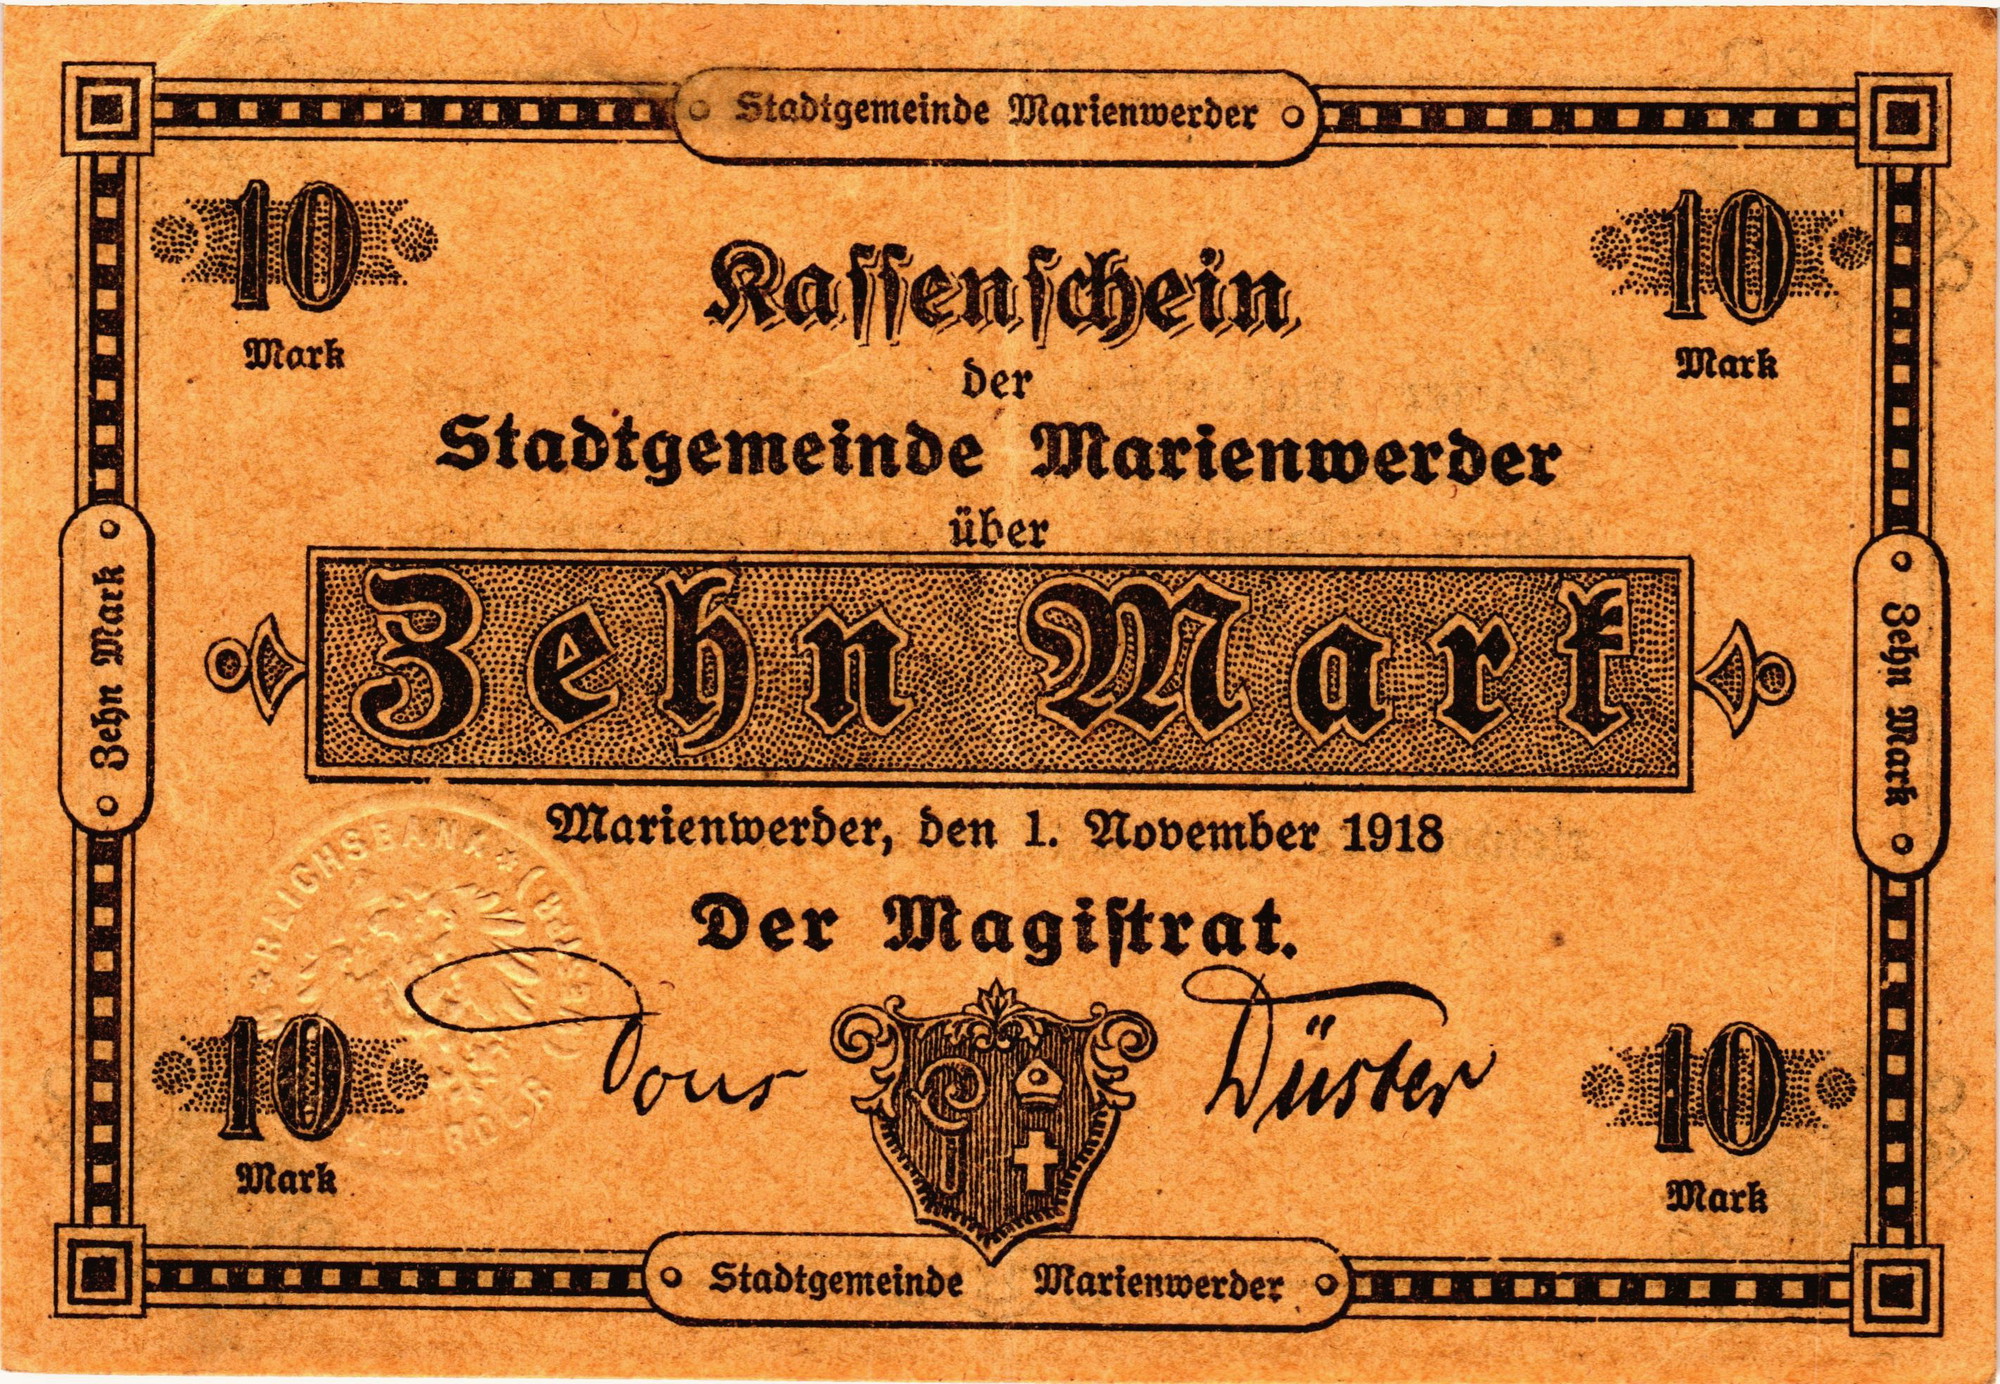 Stadtgemeinde Marienwerder
10
Mark
10
Mark
Kassenschein
der
Stadtgemeinde Marienwerder
über
Zehn Mark
Zehn Mark
Zehn Mark
Marienwerder, den 1. November 1918
Der Magistrat.
REICHSBANK
Düster
10
Mark
10
Mark
Stadtgemeinde Marienwerder